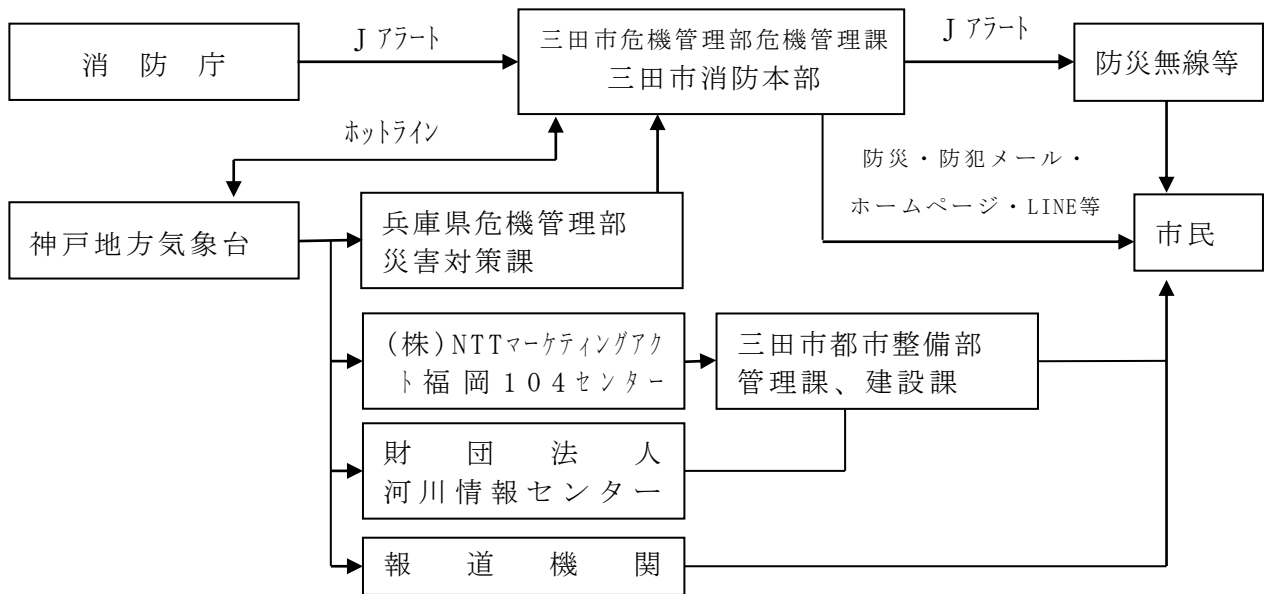 消防庁
Jアラート
三田市危機管理部危機管理課
三田市消防本部
Jアラート
防災無線等
ホットライン
防災・防犯メール・
ホームページ・LINE等
神戸地方気象台
兵庫県危機管理部
災害対策課
市民
(株)NTTマーケティングアク
ト福岡104センター
三田市都市整備部
管理課、建設課
財団法人
河川情報センター
報道機関